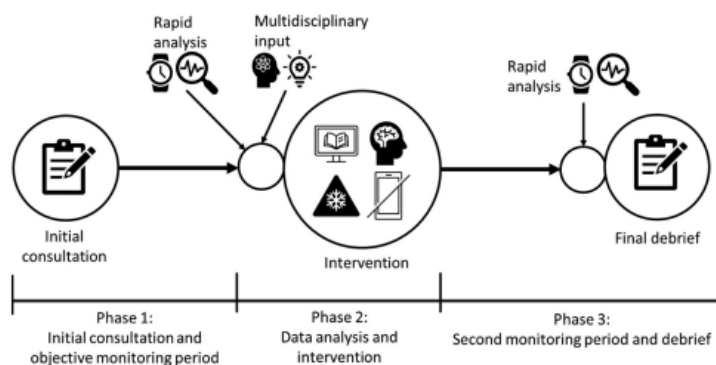 Rapid
analysis
Multidisciplinary
input
Rapid
analysis
Initial
consultation
Intervention
Final debrief
Phase 1:
Initial consultation and
objective monitoring period
Phase 2:
Data analysis and
intervention
Phase 3:
Second monitoring period and debrief